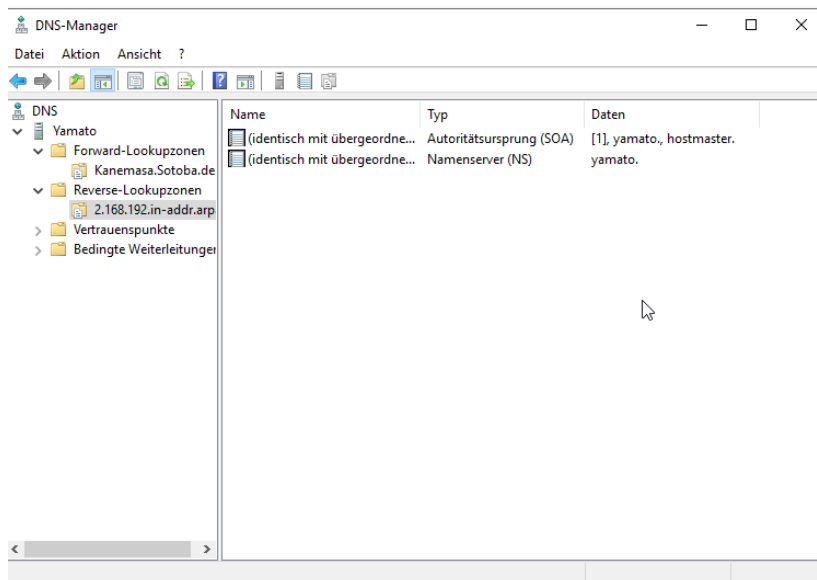 DNS-Manager
Datei Aktion Ansicht ?
DNS
Yamato
Forward-Lookupzonen
Kanemasa.Sotoba.de
Reverse-Lookupzonen
2.168.192.in-addr.arp
Vertrauenspunkte
Bedingte Weiterleitunger
Name Typ Daten
(identisch mit übergeordne... Autoritätsursprung (SOA) [1], yamato., hostmaster.
(identisch mit übergeordne... Namenserver (NS) yamato.